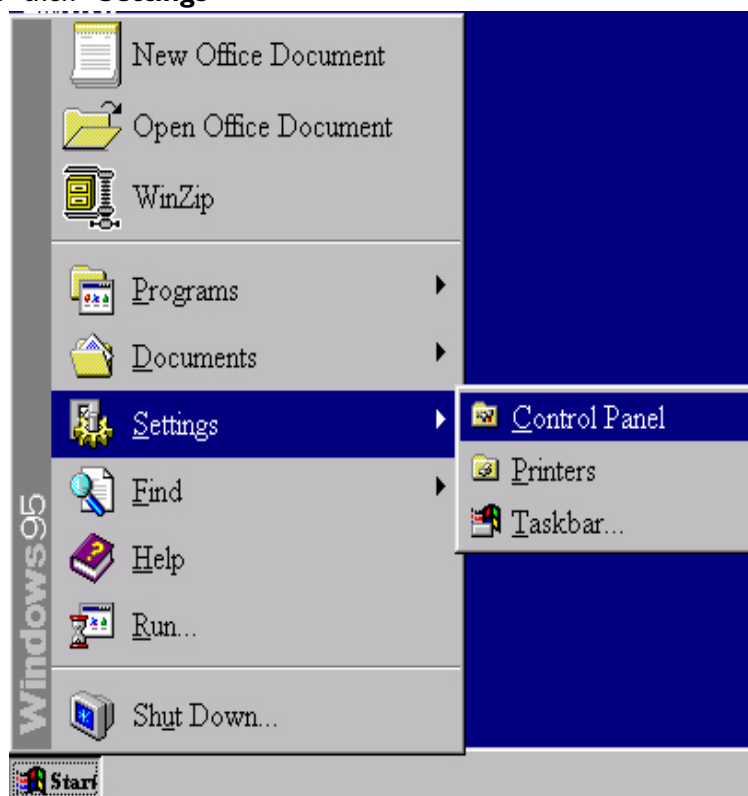 "Settings"
New Office Document
Open Office Document
WinZip
Programs
Documents
Settings
Find
Help
Run...
Shut Down...
Control Panel
Printers
Taskbar...
Windows95
Start